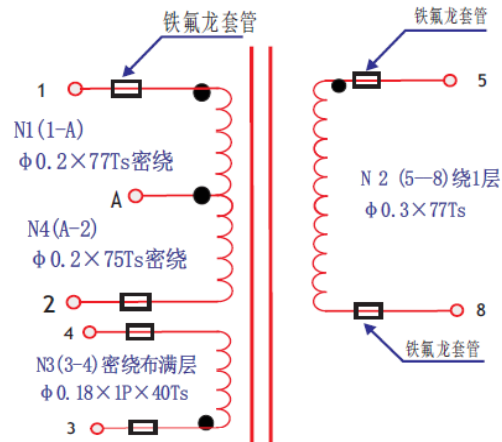 铁氟龙套管
铁氟龙套管
1
5
N1(1-A)
φ0.2×77Ts密绕
N 2 (5—8)绕1层
φ0.3×77Ts
A
N4(A-2)
φ0.2×75Ts密绕
2
8
4
铁氟龙套管
N3(3-4)密绕布满层
φ0.18×1P×40Ts
3